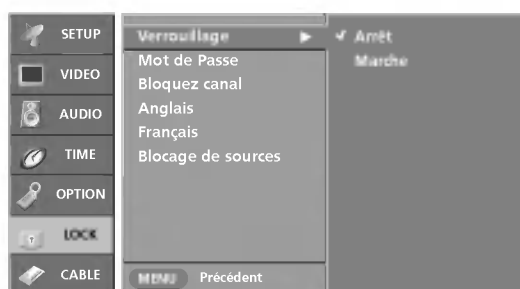 SETUP
VIDEO
AUDIO
TIME
OPTION
LOCK
CABLE
Verrouillage
Mot de Passe
Bloquez canal
Anglais
Français
Blocage de sources
MENU Précédent
Arrêt
Marche